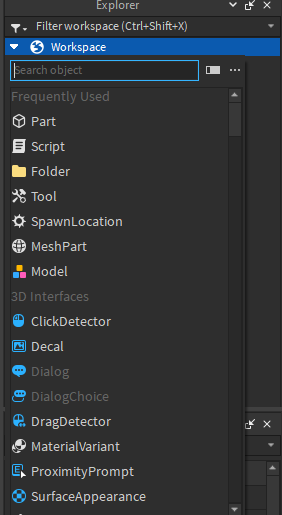 Explorer
Filter workspace (Ctrl+Shift+X)
Workspace
Search object
Frequently Used
Part
Script
Folder
Tool
SpawnLocation
MeshPart
Model
3D Interfaces
ClickDetector
Decal
Dialog
DialogChoice
DragDetector
MaterialVariant
ProximityPrompt
SurfaceAppearance